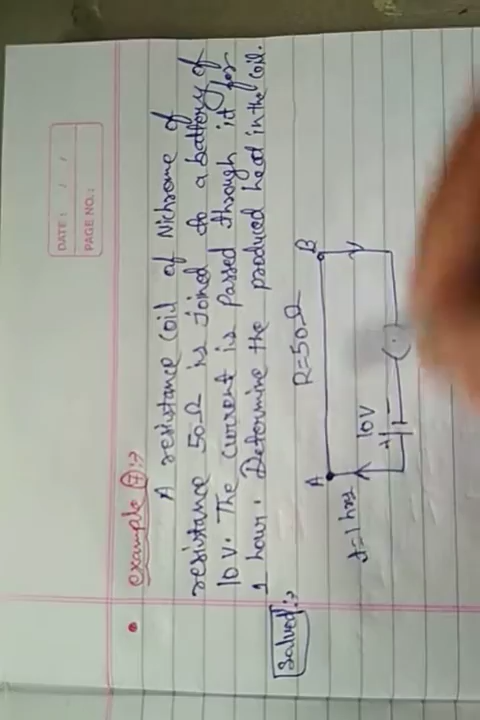 DATE : / /
PAGE NO. :
example 7 :→
A resistance coil of Nichrome of
resistance 50Ω is joined to a battery of
10V. The current is passed through it for
1 hour. Determine the produced heat in the coil.
Solved :→
R=50Ω
A
B
t=1 hrs
10V